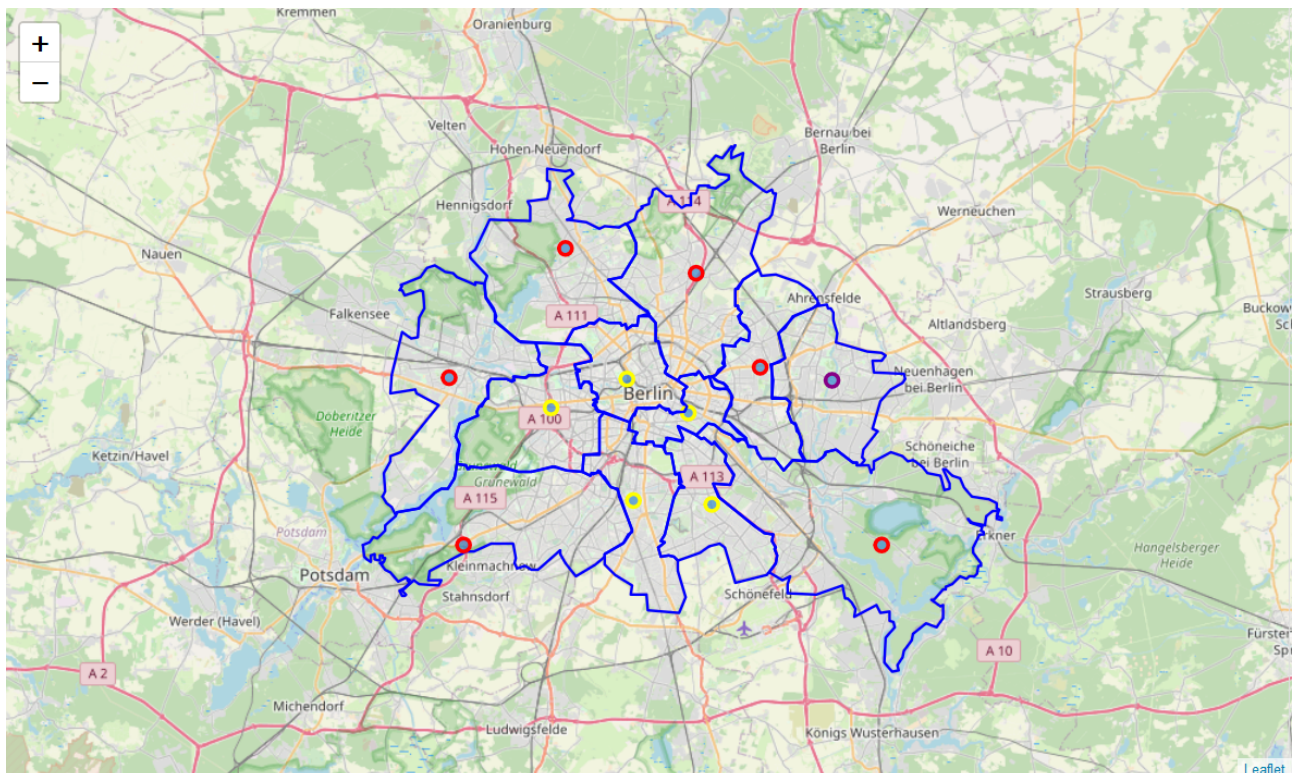 Kremmen
Oranienburg
+
−
Velten
Bernau bei
Berlin
Hohen Neuendorf
Hennigsdorf
A 114
Werneuchen
Nauen
Ahrensfelde
Strausberg
Falkensee
A 111
Altlandsberg
Buckow
Neuenhagen
bei Berlin
Berlin
Döberitzer
Heide
A 100
Ketzin/Havel
Schöneiche
bei Berlin
Grunewald
A 113
A 115
Potsdam
Erkner
Hangelsberger
Heide
Kleinmachnow
Potsdam
Stahnsdorf
Schönefeld
Werder (Havel)
Fürsten
A 10
A 2
Michendorf
Ludwigsfelde
Königs Wusterhausen
Leaflet